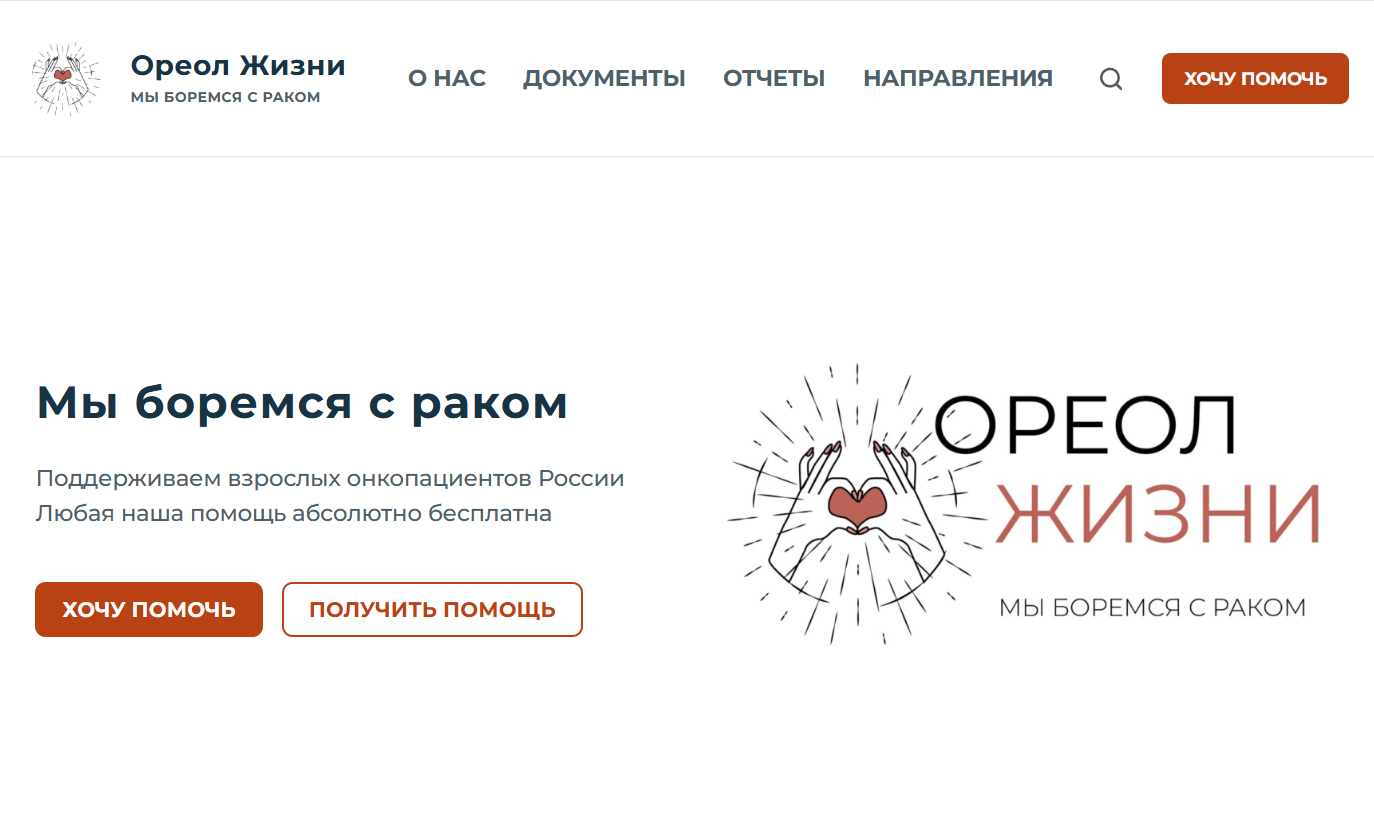 Ореол Жизни
МЫ БОРЕМСЯ С РАКОМ
О НАС
ДОКУМЕНТЫ
ОТЧЕТЫ
НАПРАВЛЕНИЯ
ХОЧУ ПОМОЧЬ
Мы боремся с раком
Поддерживаем взрослых онкопациентов России
Любая наша помощь абсолютно бесплатна
ХОЧУ ПОМОЧЬ
ПОЛУЧИТЬ ПОМОЩЬ
ОРЕОЛ
ЖИЗНИ
МЫ БОРЕМСЯ С РАКОМ